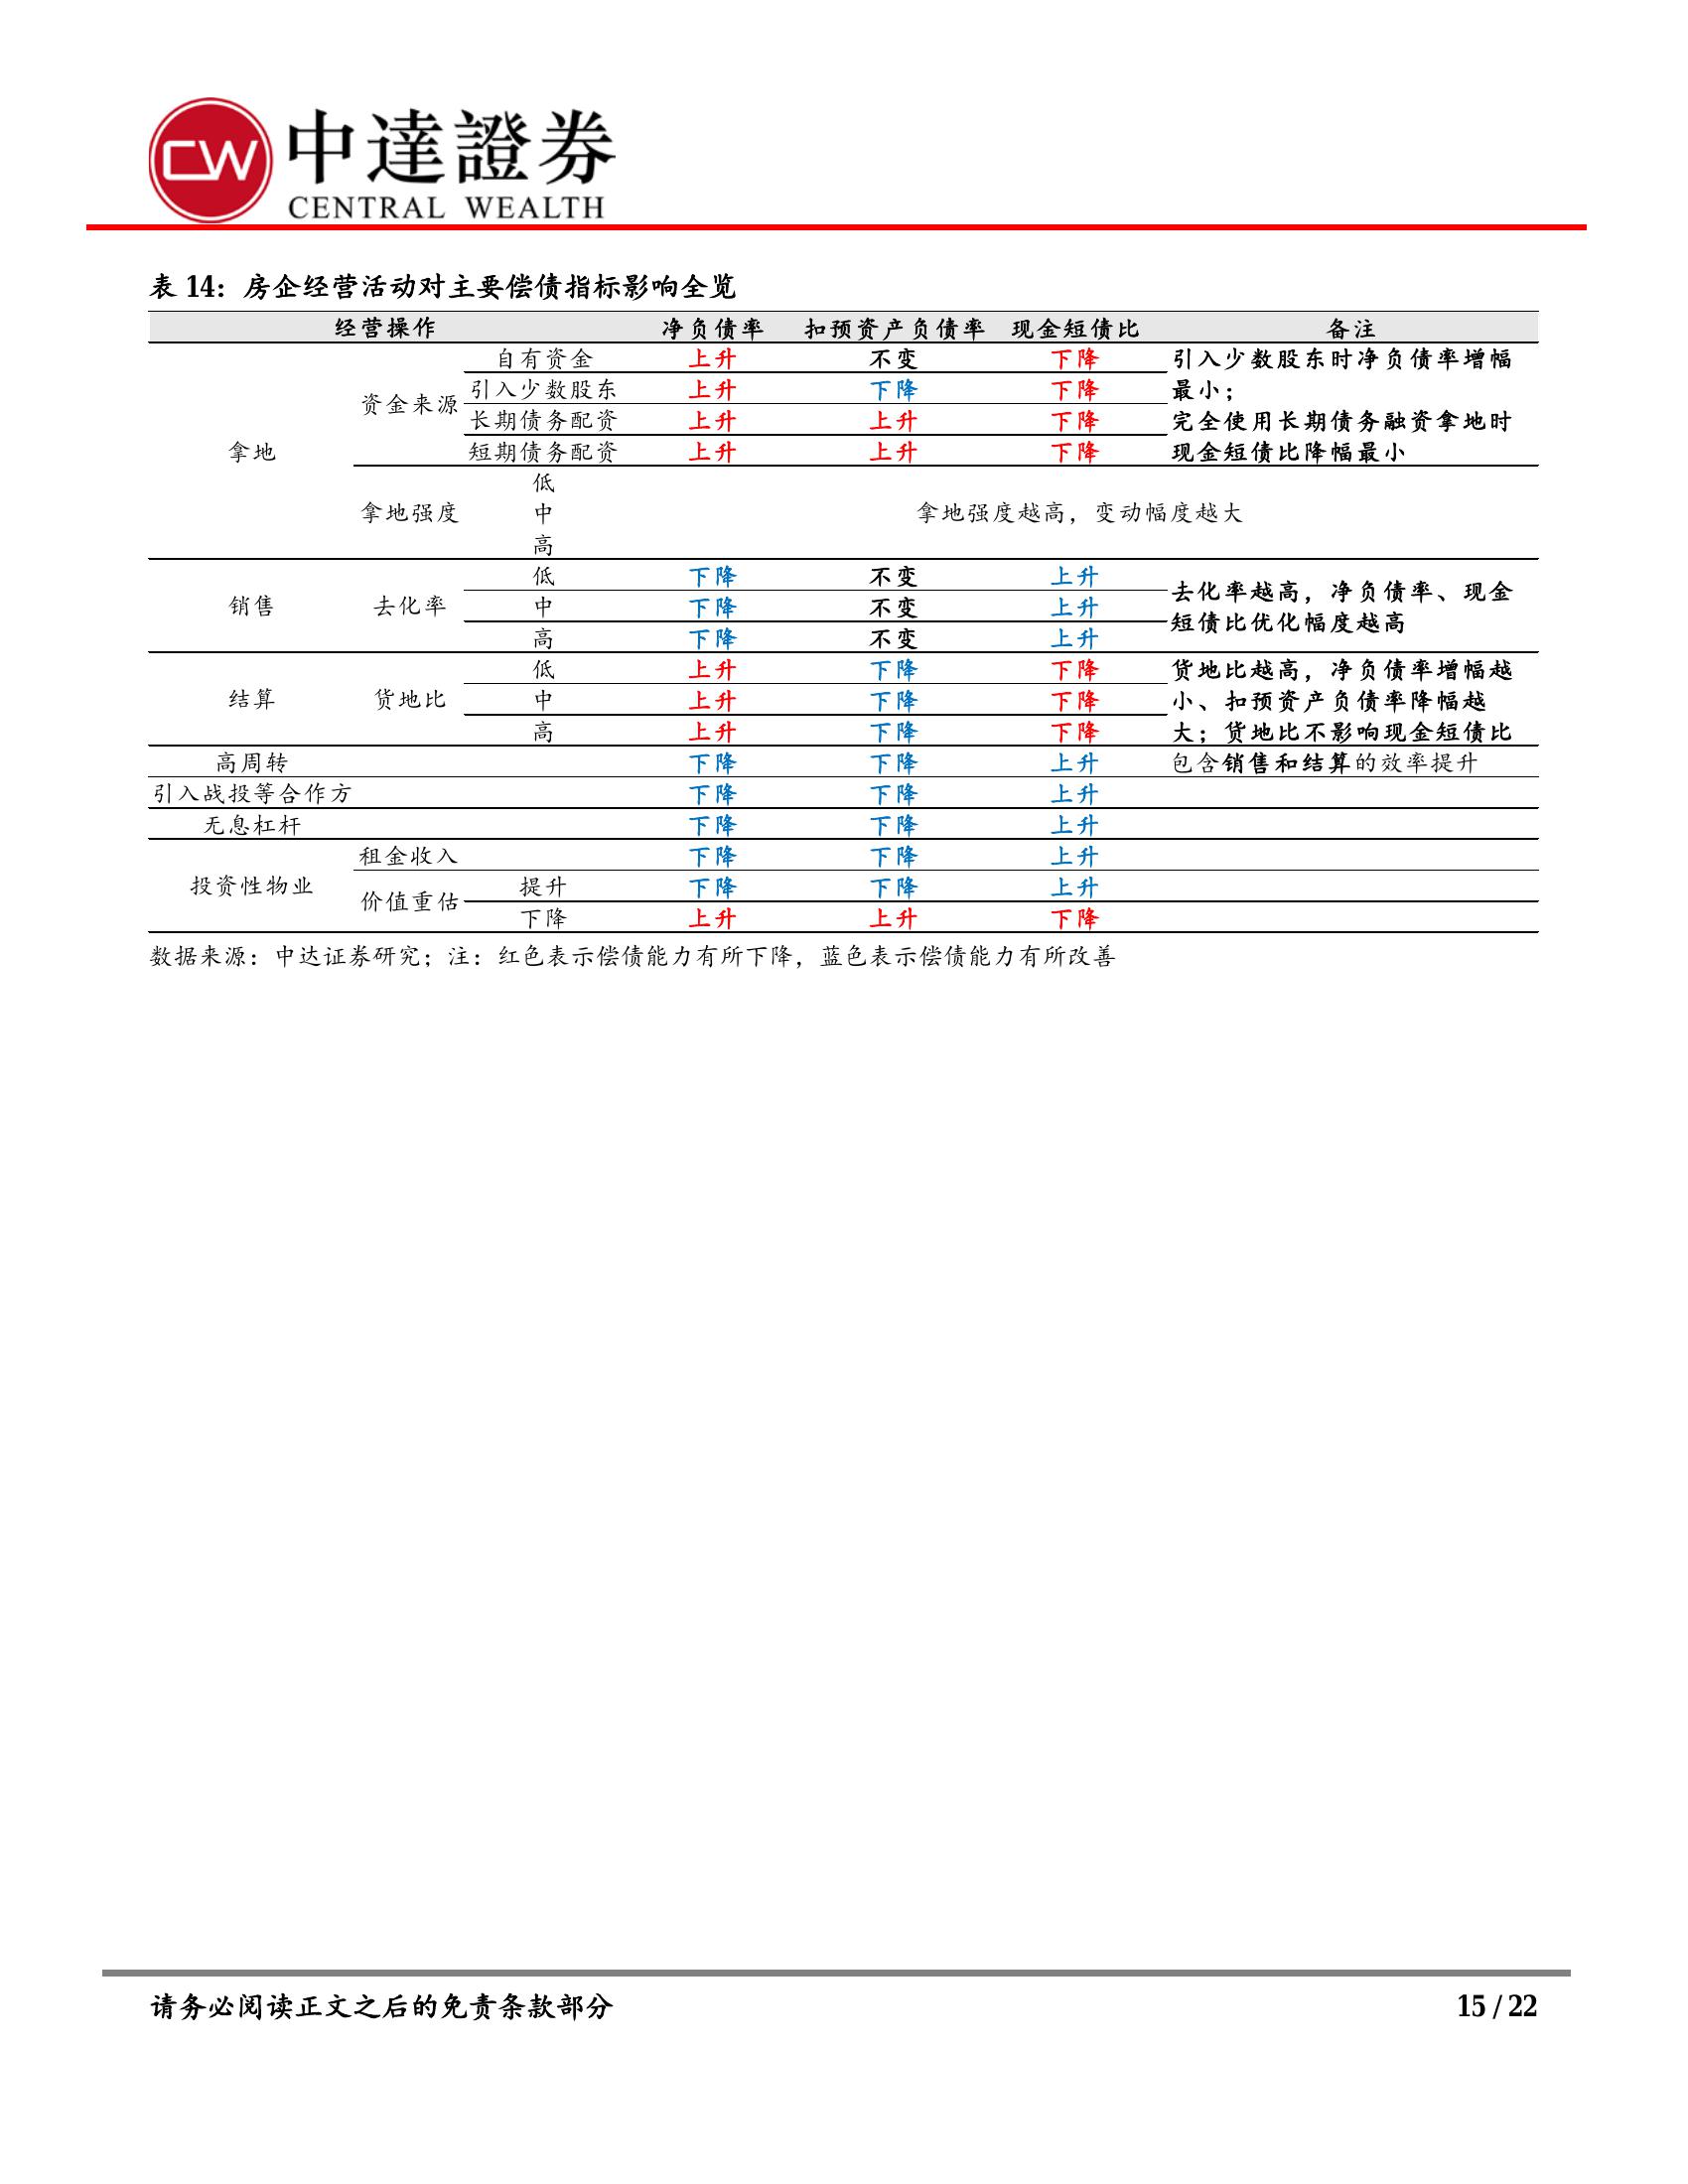 CW 中達證券
CENTRAL WEALTH
表 14：房企经营活动对主要偿债指标影响全览
经营操作 净负债率 扣预资产负债率 现金短债比 备注
拿地 资金来源 自有资金 上升 不变 下降 引入少数股东时净负债率增幅
引入少数股东 上升 下降 下降 最小；
长期债务配资 上升 上升 下降 完全使用长期债务融资拿地时
短期债务配资 上升 上升 下降 现金短债比降幅最小
拿地强度 低
中 拿地强度越高，变动幅度越大
高
销售 去化率 低 下降 不变 上升 去化率越高，净负债率、现金
中 下降 不变 上升 短债比优化幅度越高
高 下降 不变 上升
结算 货地比 低 上升 下降 下降 货地比越高，净负债率增幅越
中 上升 下降 下降 小、扣预资产负债率降幅越
高 上升 下降 下降 大；货地比不影响现金短债比
高周转 下降 下降 上升 包含销售和结算的效率提升
引入战投等合作方 下降 下降 上升
无息杠杆 下降 下降 上升
投资性物业 租金收入 下降 下降 上升
价值重估 提升 下降 下降 上升
下降 上升 上升 下降
数据来源：中达证券研究；注：红色表示偿债能力有所下降，蓝色表示偿债能力有所改善
请务必阅读正文之后的免责条款部分 15 / 22